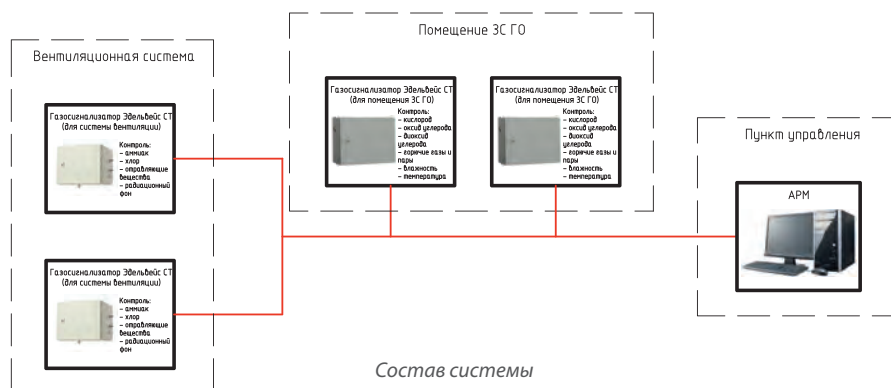 Помещение ЗС ГО
Вентиляционная система
Газосигнализатор Эдельвейс СТ
(для системы вентиляции)
Контроль:
– аммиак
– хлор
– отравляющие
вещества
– радиационный
фон
Газосигнализатор Эдельвейс СТ
(для системы вентиляции)
Контроль:
– аммиак
– хлор
– отравляющие
вещества
– радиационный
фон
Газосигнализатор Эдельвейс СТ
(для помещения ЗС ГО)
Контроль:
– кислород
– оксид углерода
– диоксид
углерода
– горючие газы и
пары
– влажность
– температура
Газосигнализатор Эдельвейс СТ
(для помещения ЗС ГО)
Контроль:
– кислород
– оксид углерода
– диоксид
углерода
– горючие газы и
пары
– влажность
– температура
Пункт управления
АРМ
Состав системы